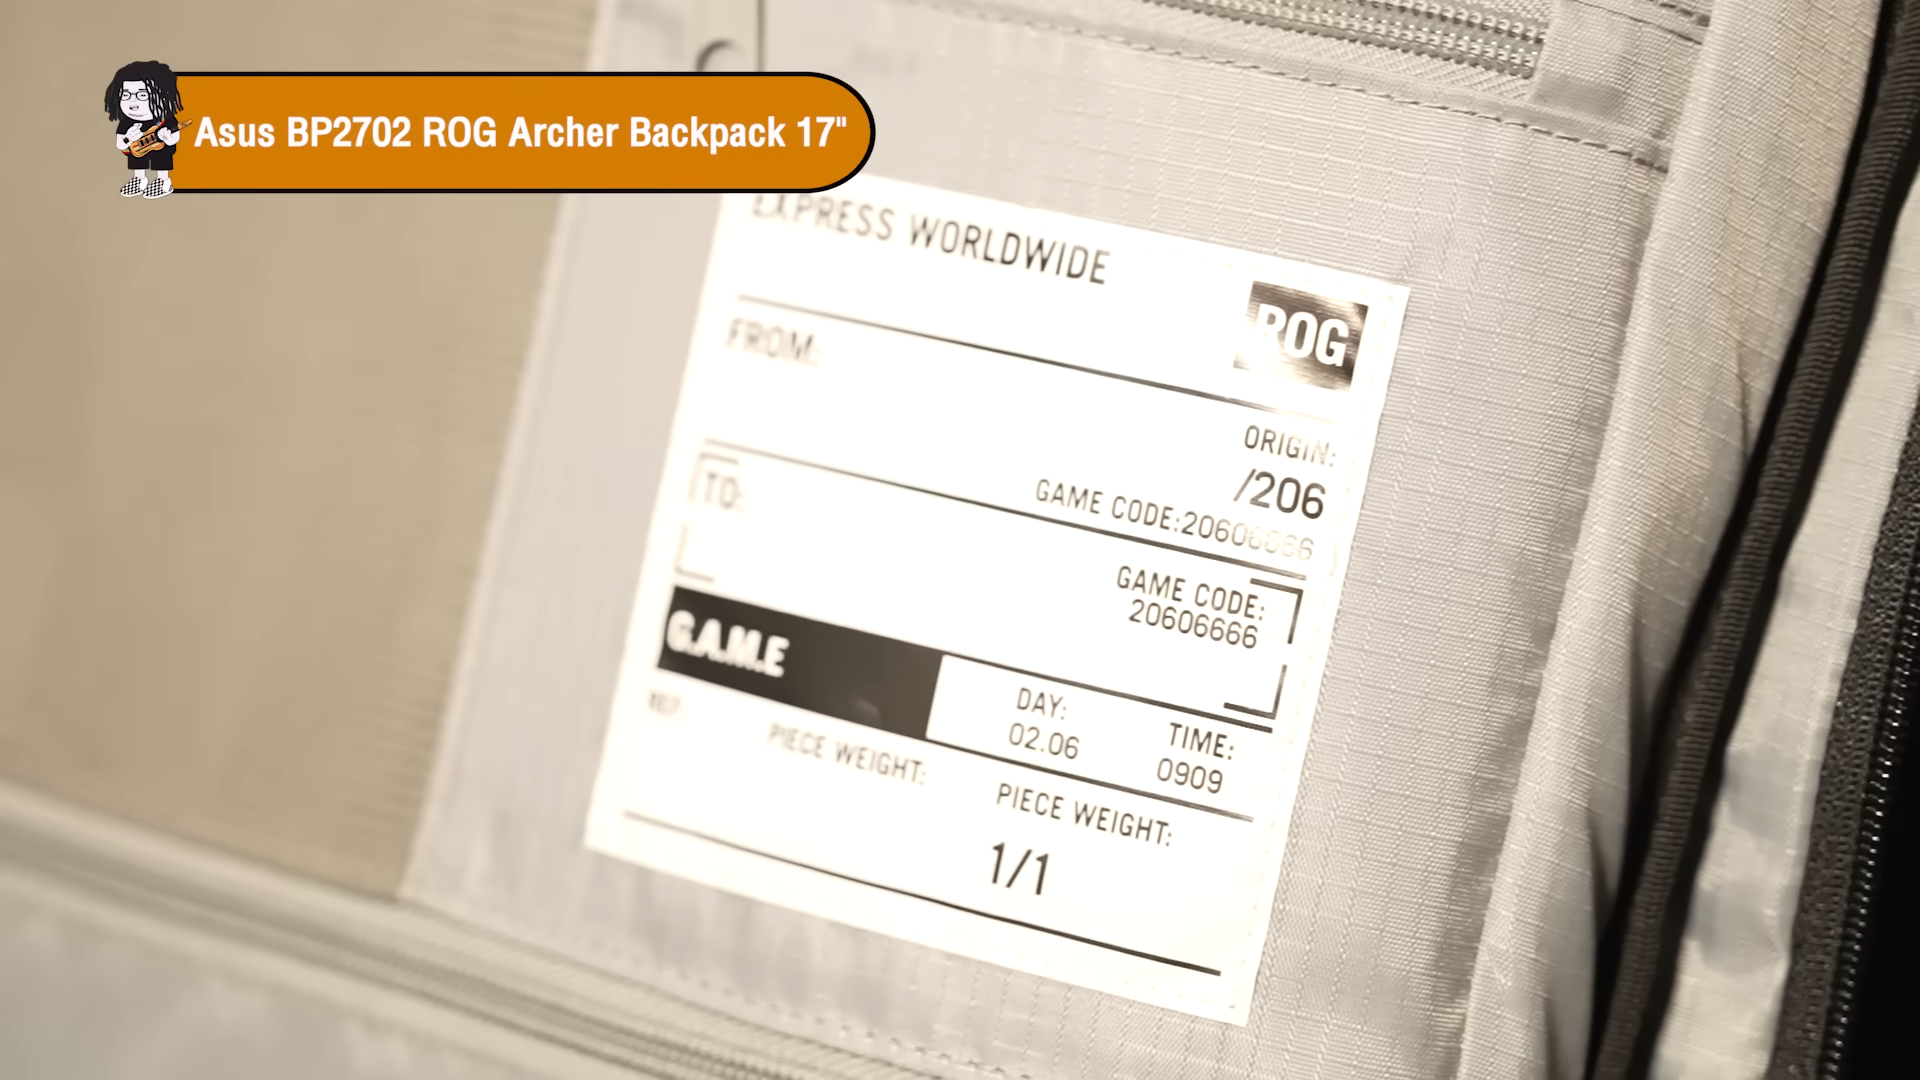 Asus BP2702 ROG Archer Backpack 17"
EXPRESS WORLDWIDE
ROG
FROM:
ORIGIN:
/206
GAME CODE:20606666
TO:
GAME CODE:
20606666
G.A.M.E
DAY:
02.06
TIME:
0909
PIECE WEIGHT:
PIECE WEIGHT:
1/1